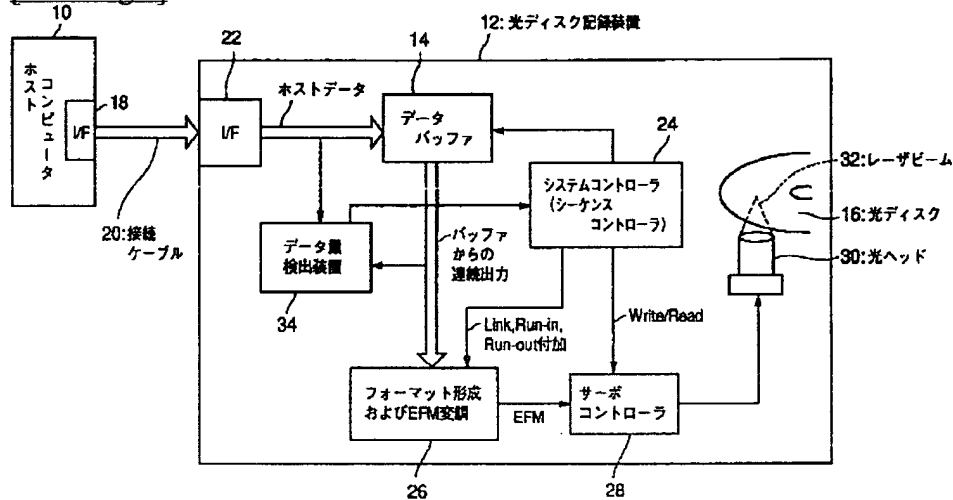 10
ホスト
コンピュータ
I/F
18
20:接続
ケーブル
22
I/F
ホストデータ
14
データ
バッファ
12:光ディスク記録装置
24
システムコントローラ
(シーケンス
コントローラ)
32:レーザビーム
16:光ディスク
30:光ヘッド
データ量
検出装置
34
バッファ
からの
連続出力
Link,Run-in,
Run-out付加
Write/Read
フォーマット形成
およびEFM変調
26
EFM
サーボ
コントローラ
28